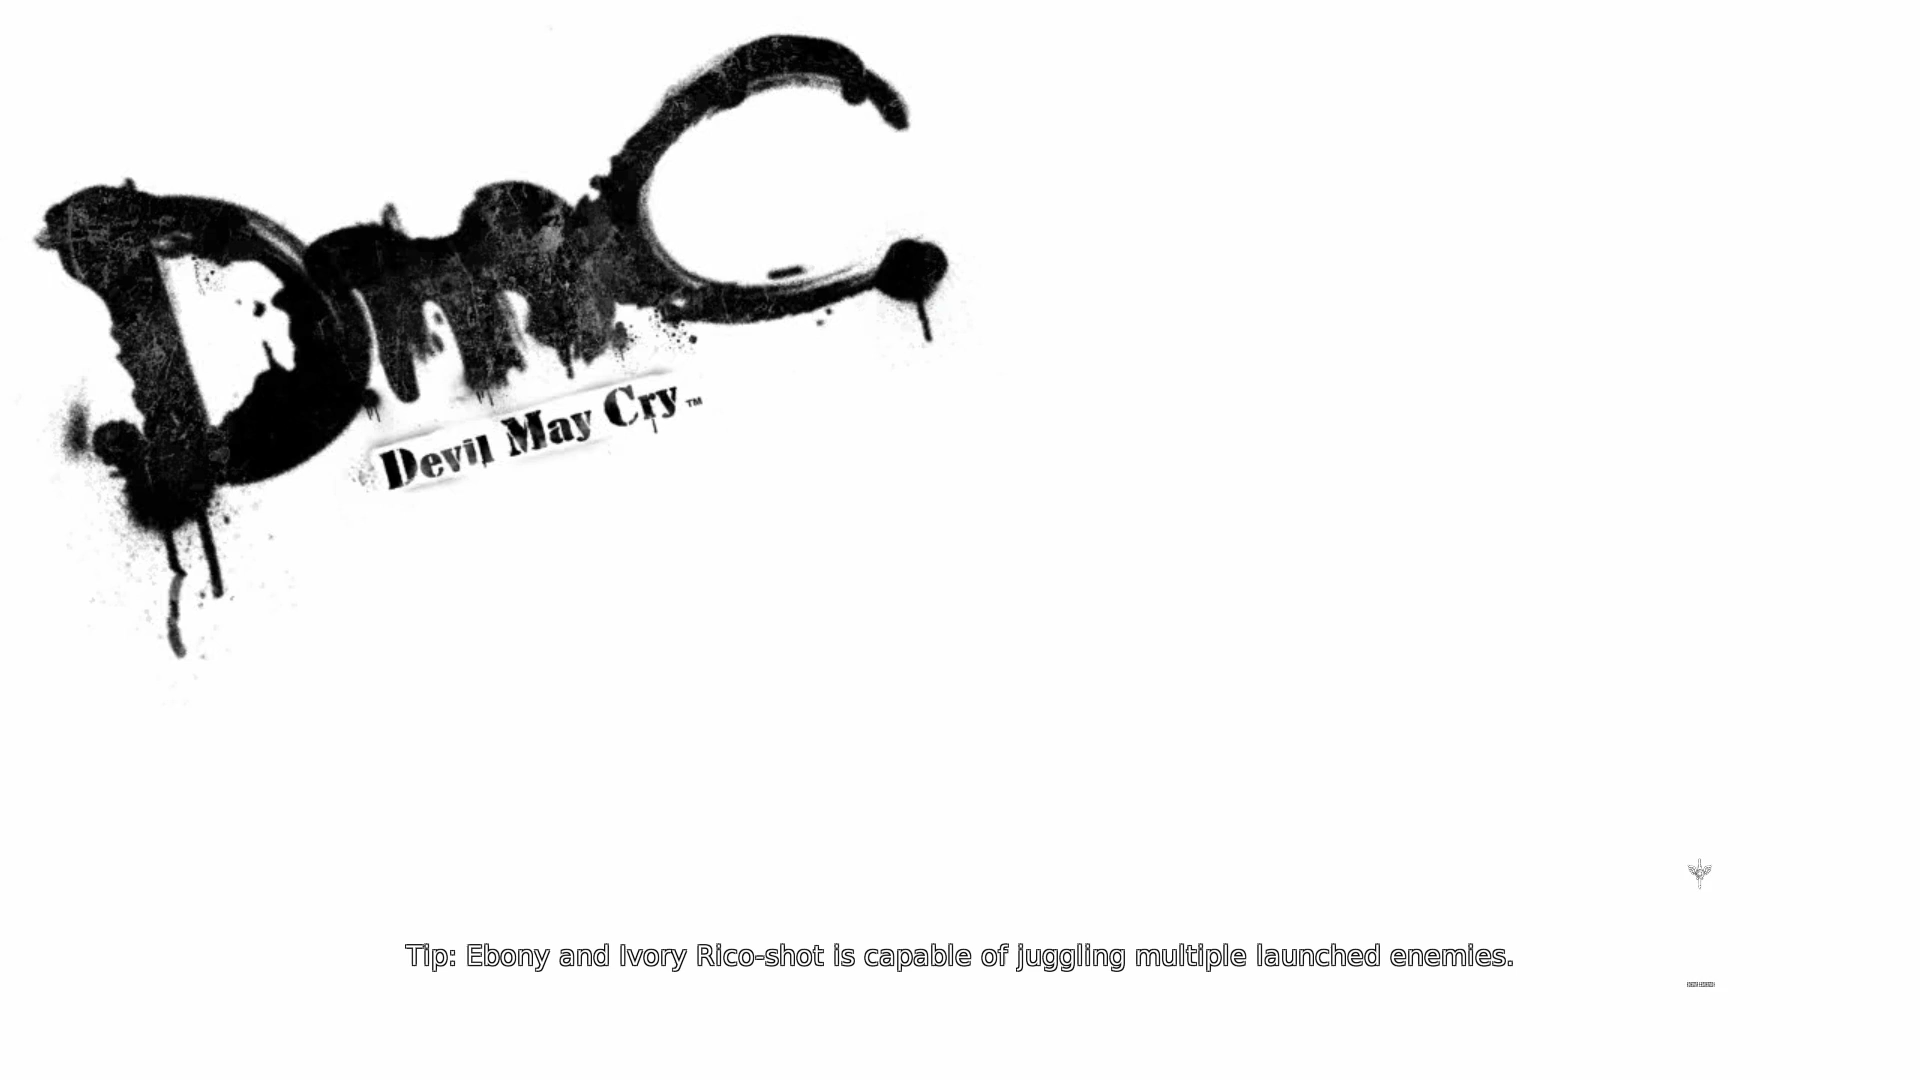 DmC
Devil May Cry™
Tip: Ebony and Ivory Rico-shot is capable of juggling multiple launched enemies.